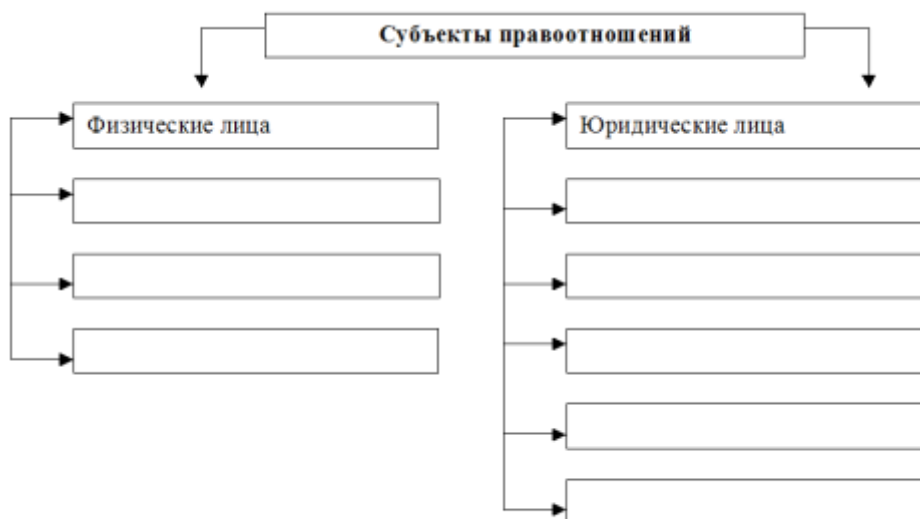 Субъекты правоотношений
Физические лица
Юридические лица